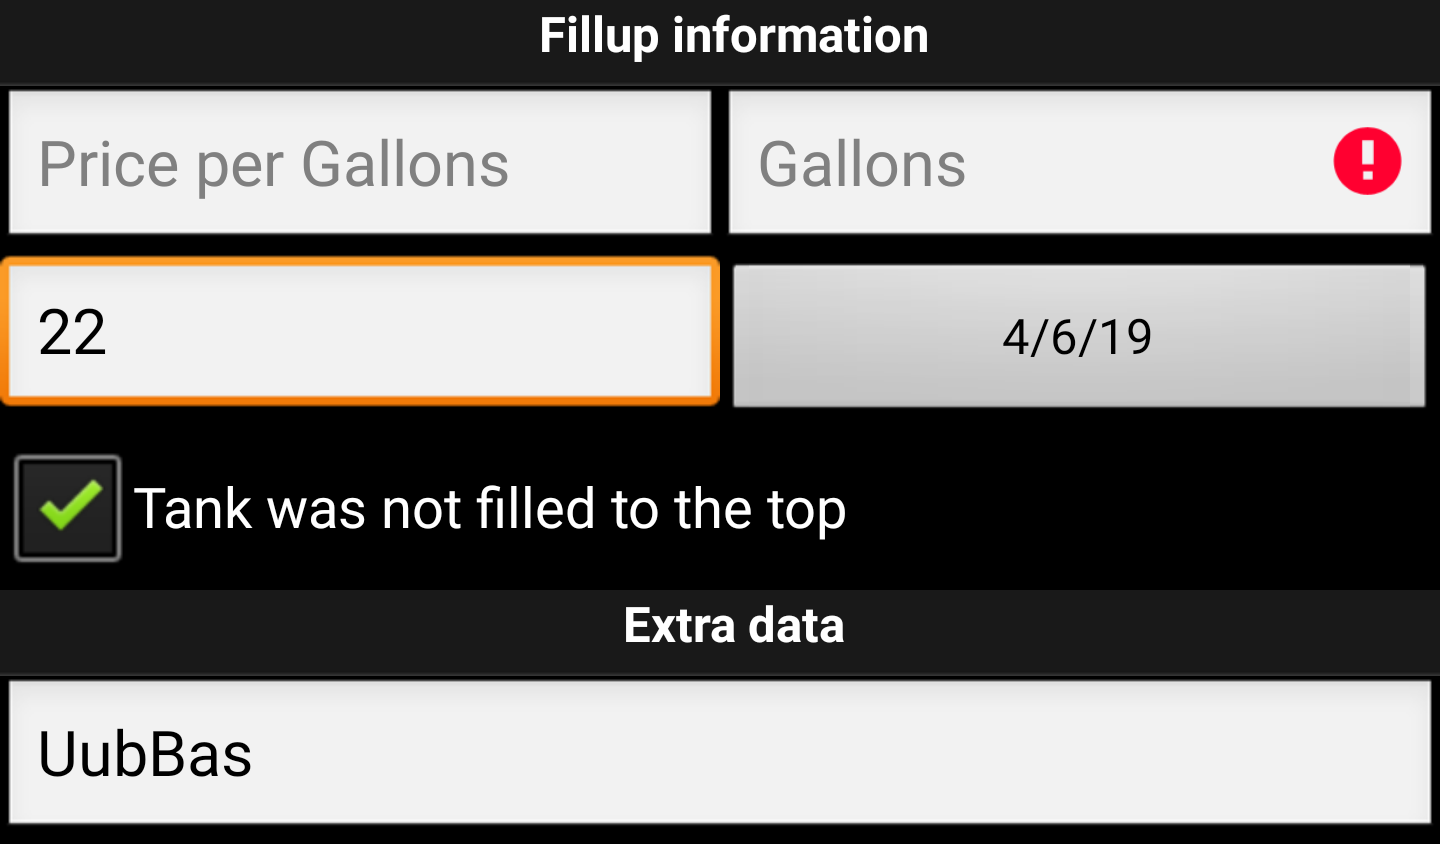 Fillup information
Price per Gallons
Gallons
22
4/6/19
Tank was not filled to the top
Extra data
UubBas